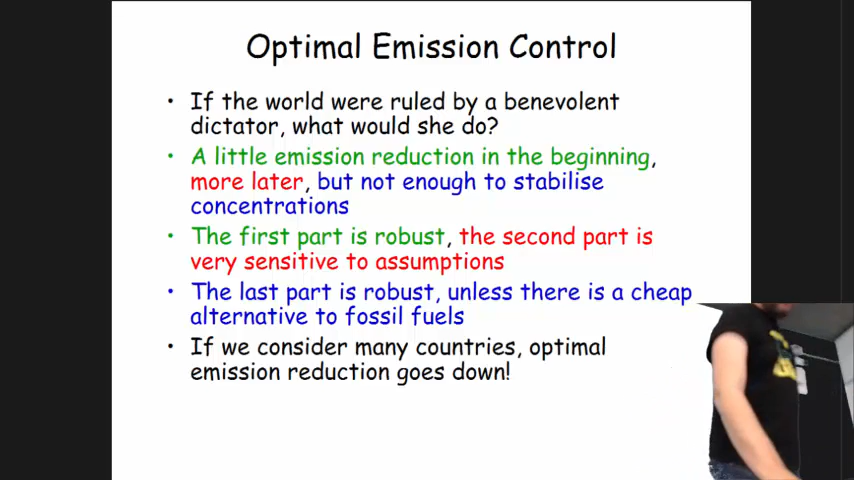 Optimal Emission Control
• If the world were ruled by a benevolent
dictator, what would she do?
• A little emission reduction in the beginning,
more later, but not enough to stabilise
concentrations
• The first part is robust, the second part is
very sensitive to assumptions
• The last part is robust, unless there is a cheap
alternative to fossil fuels
• If we consider many countries, optimal
emission reduction goes down!